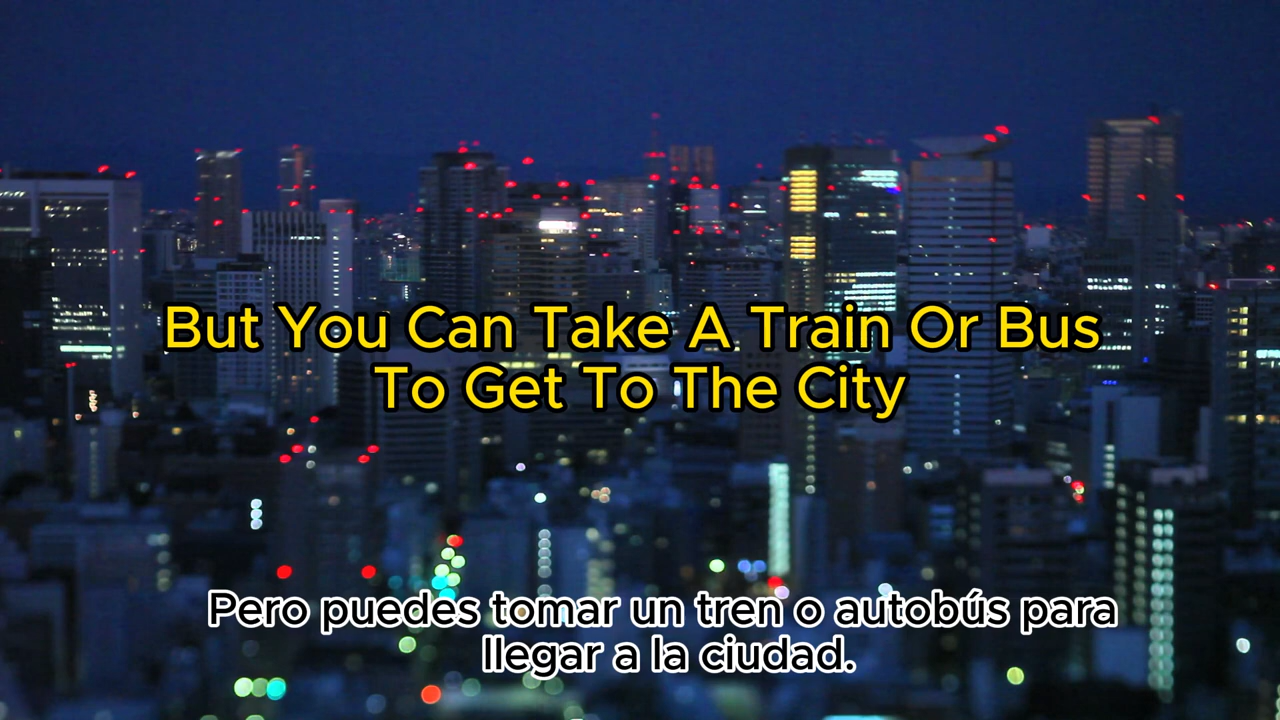 But You Can Take A Train Or Bus
To Get To The City
Pero puedes tomar un tren o autobús para
llegar a la ciudad.